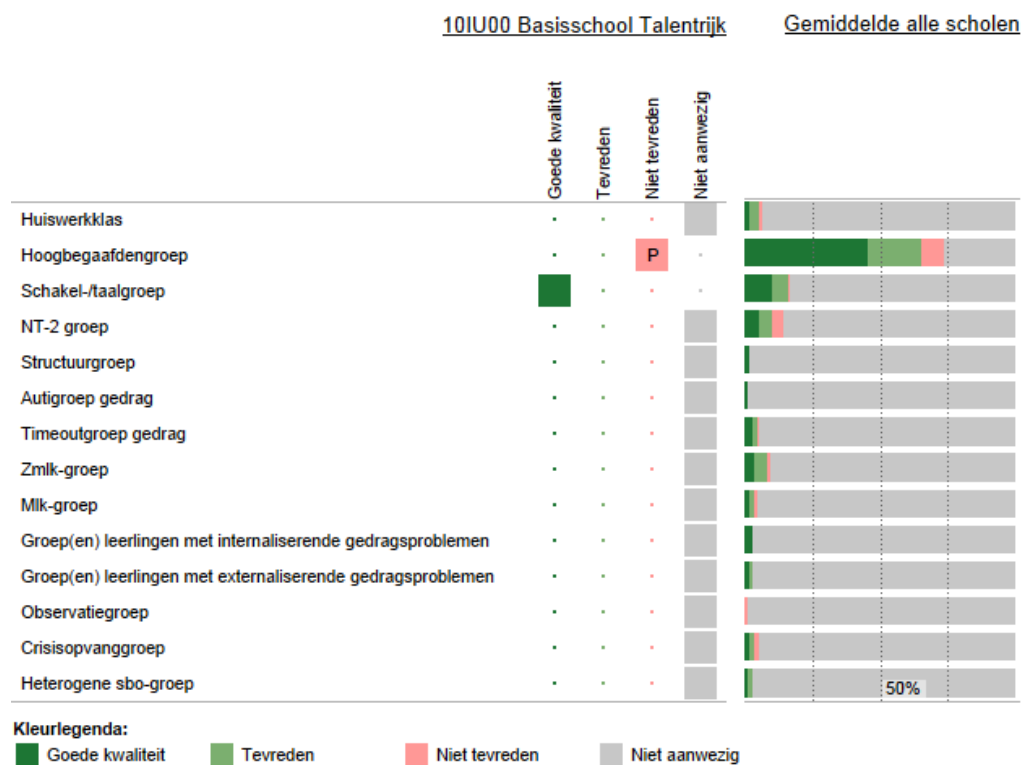 10IU00 Basisschool Talentrijk
Gemiddelde alle scholen
Goede kwaliteit
Tevreden
Niet tevreden
Niet aanwezig
Huiswerkklas
Hoogbegaafdengroep P
Schakel-/taalgroep
NT-2 groep
Structuurgroep
Autigroep gedrag
Timeoutgroep gedrag
Zmlk-groep
Mlk-groep
Groep(en) leerlingen met internaliserende gedragsproblemen
Groep(en) leerlingen met externaliserende gedragsproblemen
Observatiegroep
Crisisopvanggroep
Heterogene sbo-groep 50%
Kleurlegenda:
Goede kwaliteit Tevreden Niet tevreden Niet aanwezig